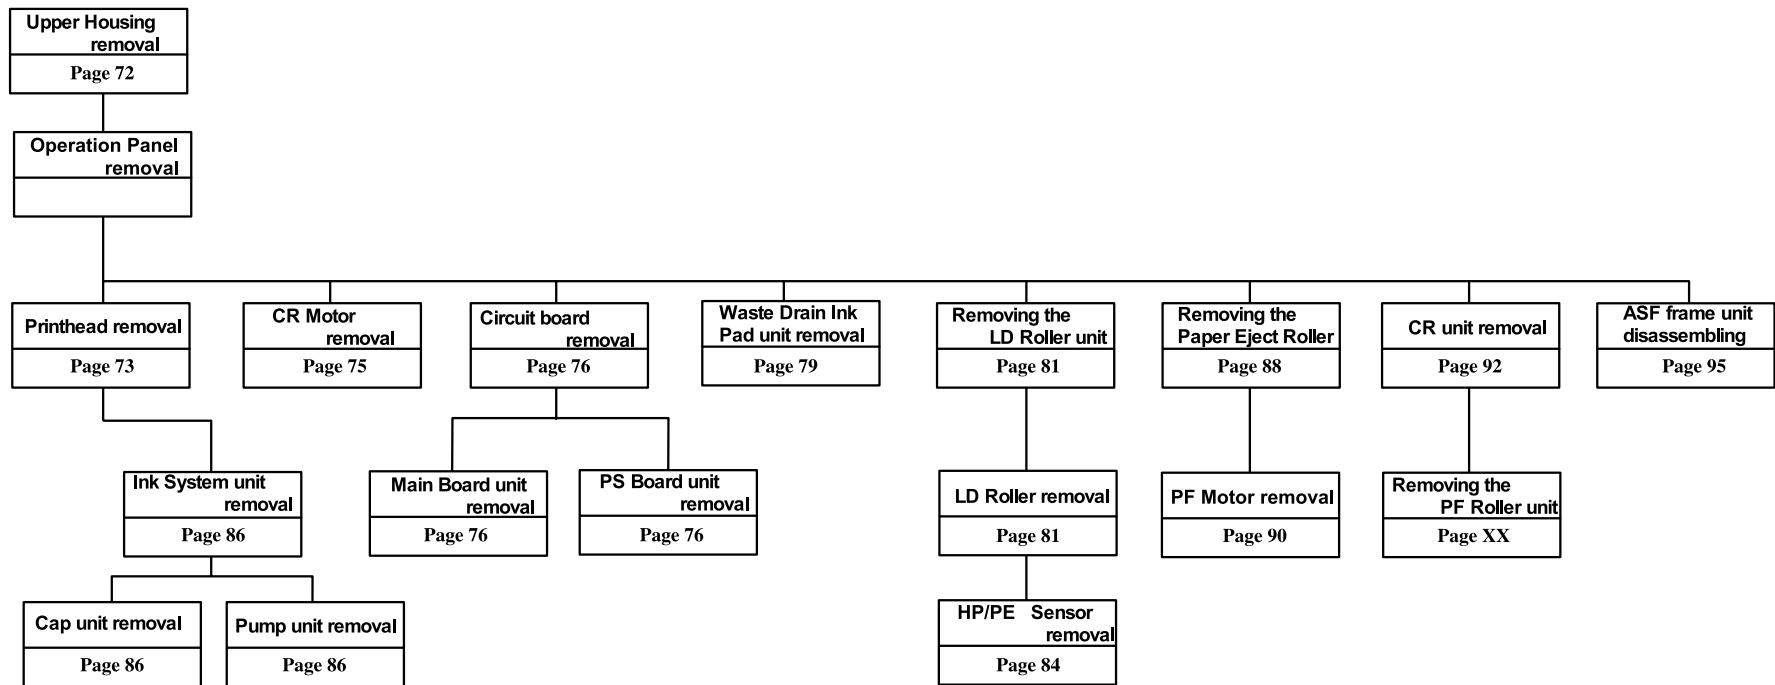 Upper Housing
removal
Page 72
Operation Panel
removal
Printhead removal
Page 73
CR Motor
removal
Page 75
Circuit board
removal
Page 76
Waste Drain Ink
Pad unit removal
Page 79
Removing the
LD Roller unit
Page 81
Removing the
Paper Eject Roller
Page 88
CR unit removal
Page 92
ASF frame unit
disassembling
Page 95
Ink System unit
removal
Page 86
Main Board unit
removal
Page 76
PS Board unit
removal
Page 76
LD Roller removal
Page 81
PF Motor removal
Page 90
Removing the
PF Roller unit
Page XX
Cap unit removal
Page 86
Pump unit removal
Page 86
HP/PE Sensor
removal
Page 84